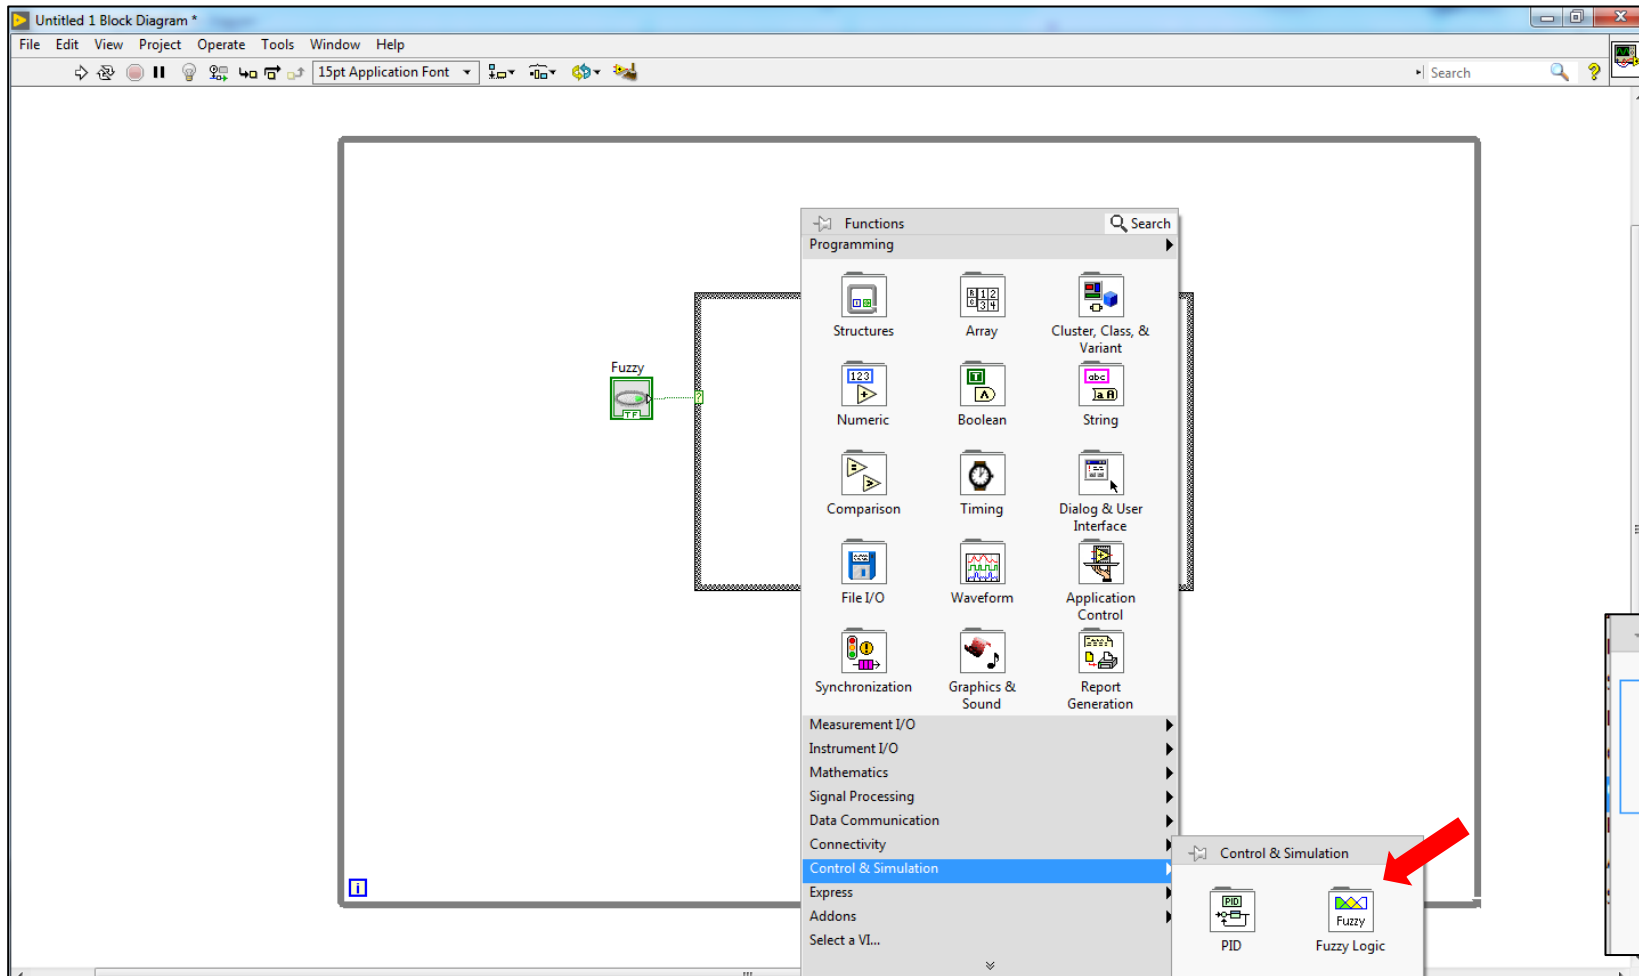 Untitled 1 Block Diagram *
File Edit View Project Operate Tools Window Help
15pt Application Font
Search
Functions
Search
Programming
Structures
Array
Cluster, Class, &
Variant
Fuzzy
TF
?
123
Numeric
Boolean
abc
String
Comparison
Timing
Dialog & User
Interface
File I/O
Waveform
Application
Control
Synchronization
Graphics &
Sound
Report
Generation
Measurement I/O
Instrument I/O
Mathematics
Signal Processing
Data Communication
Connectivity
Control & Simulation
Express
Addons
Select a VI...
i
Control & Simulation
PID
PID
Fuzzy
Fuzzy Logic